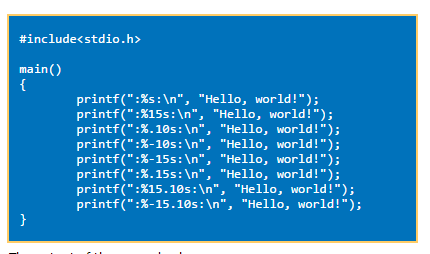 #include<stdio.h>
main()
{
printf(":%s:\n", "Hello, world!");
printf(":%15s:\n", "Hello, world!");
printf(":%.10s:\n", "Hello, world!");
printf(":%-10s:\n", "Hello, world!");
printf(":%-15s:\n", "Hello, world!");
printf(":%.15s:\n", "Hello, world!");
printf(":%15.10s:\n", "Hello, world!");
printf(":%-15.10s:\n", "Hello, world!");
}